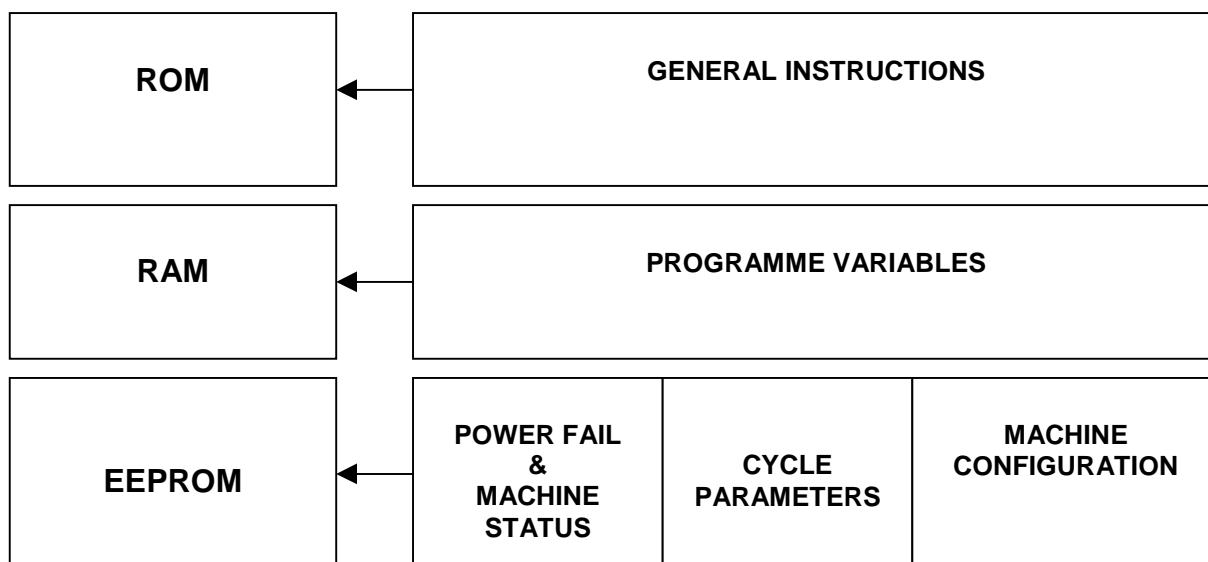 ROM
GENERAL INSTRUCTIONS
RAM
PROGRAMME VARIABLES
EEPROM
POWER FAIL
&
MACHINE
STATUS
CYCLE
PARAMETERS
MACHINE
CONFIGURATION